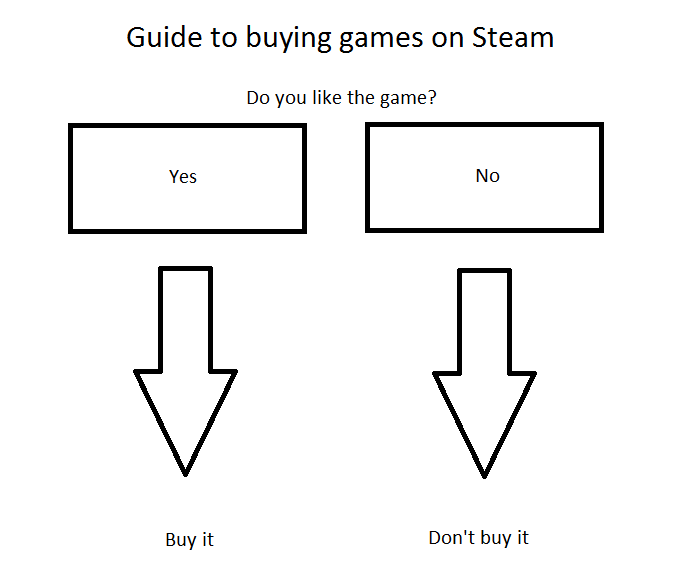 Guide to buying games on Steam
Do you like the game?
Yes
No
Buy it
Don't buy it